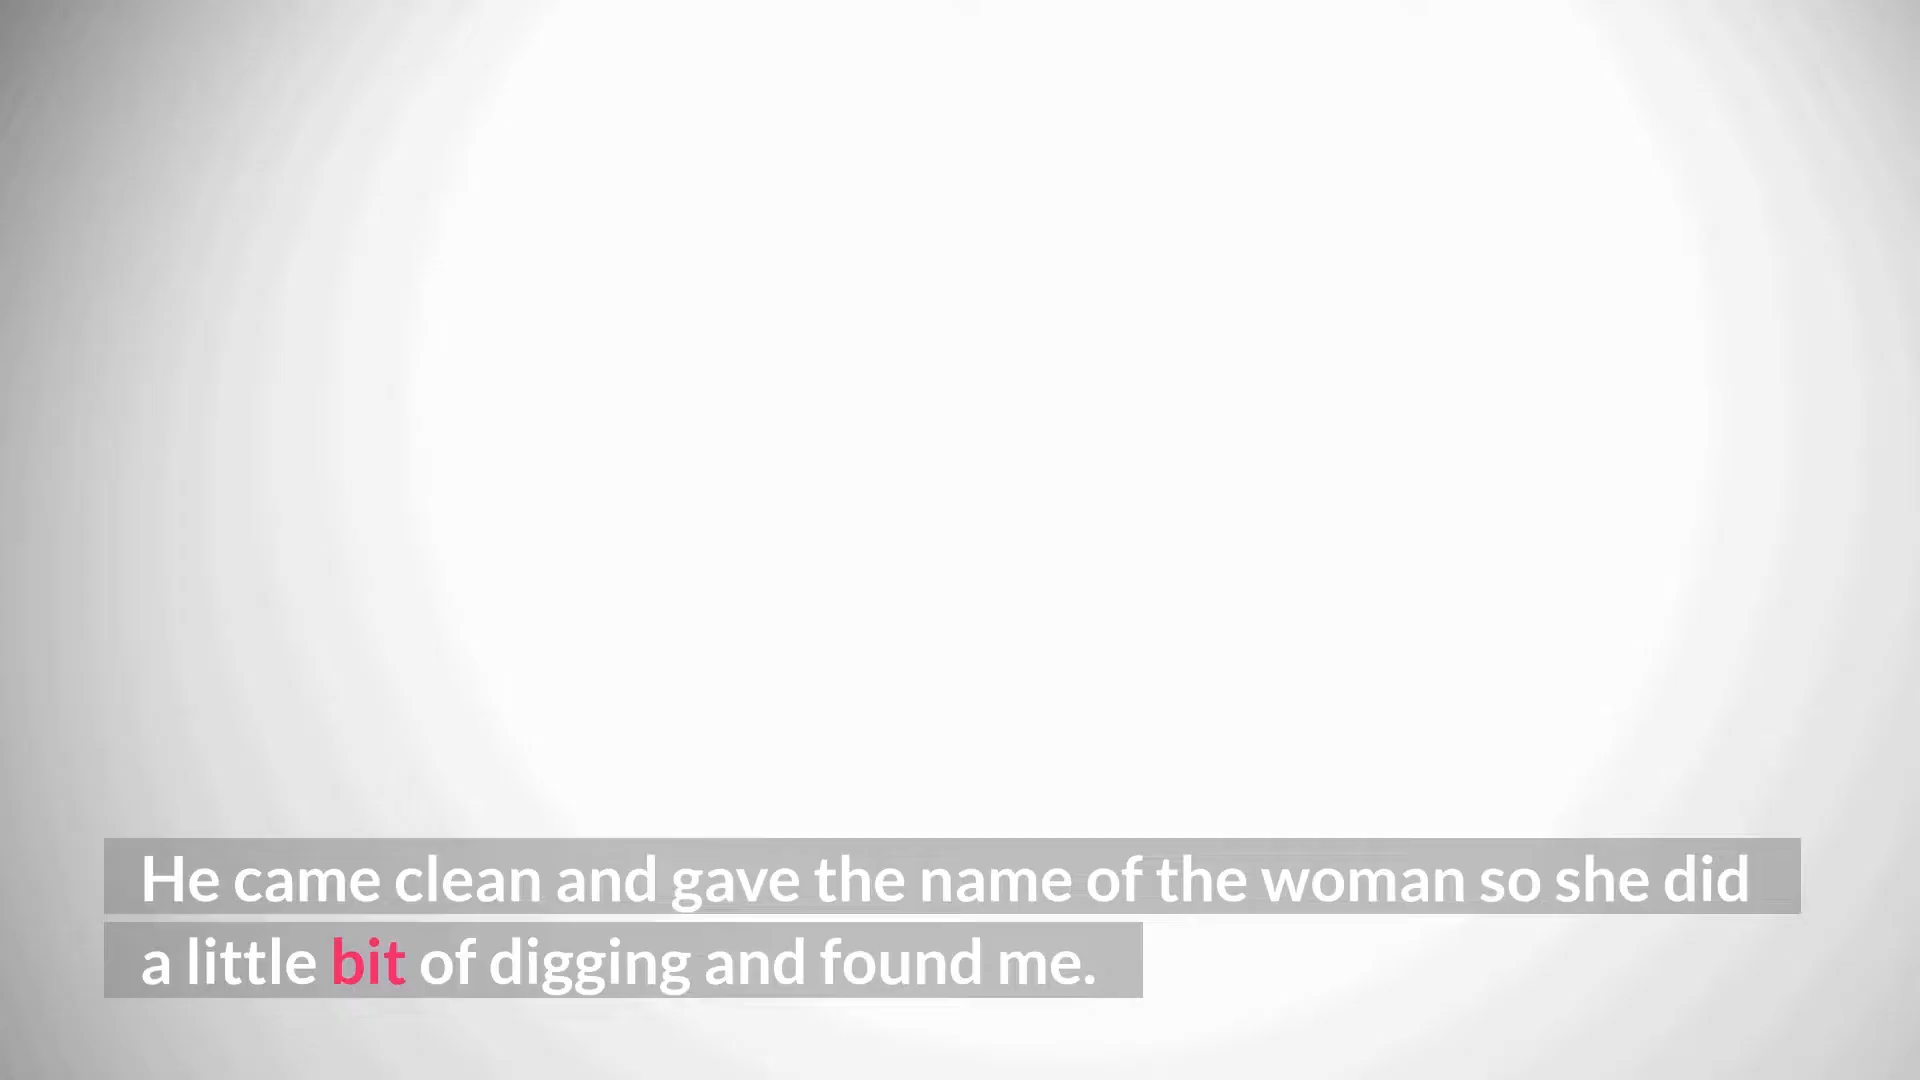 He came clean and gave the name of the woman so she did
a little bit of digging and found me.